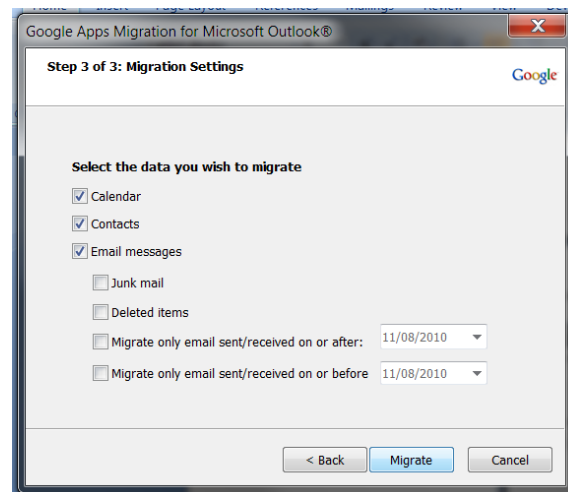 Google Apps Migration for Microsoft Outlook®
Step 3 of 3: Migration Settings
Google
Select the data you wish to migrate
Calendar
Contacts
Email messages
Junk mail
Deleted items
Migrate only email sent/received on or after: 11/08/2010
Migrate only email sent/received on or before 11/08/2010
< Back Migrate Cancel